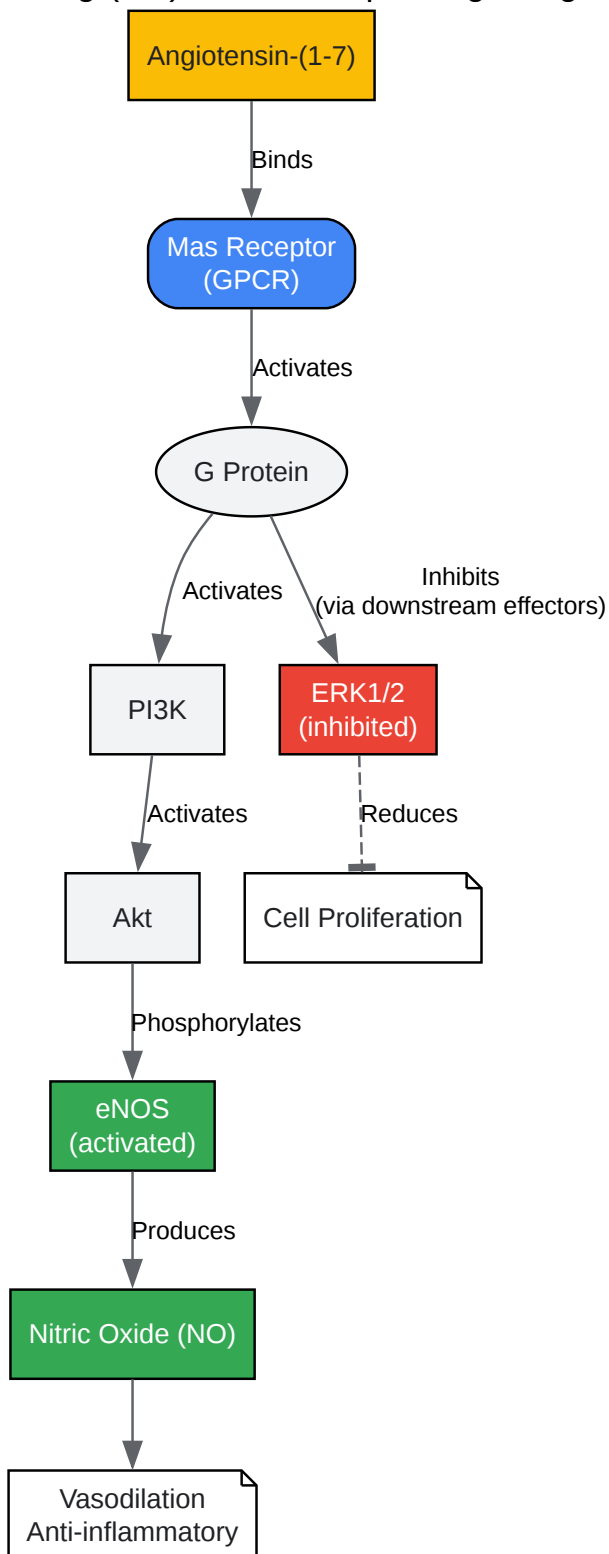 Angiotensin-(1-7)
Binds
Mas Receptor
(GPCR)
Activates
G Protein
Activates
Inhibits
(via downstream effectors)
PI3K
ERK1/2
(inhibited)
Activates
Reduces
Akt
Cell Proliferation
Phosphorylates
eNOS
(activated)
Produces
Nitric Oxide (NO)
Vasodilation
Anti-inflammatory